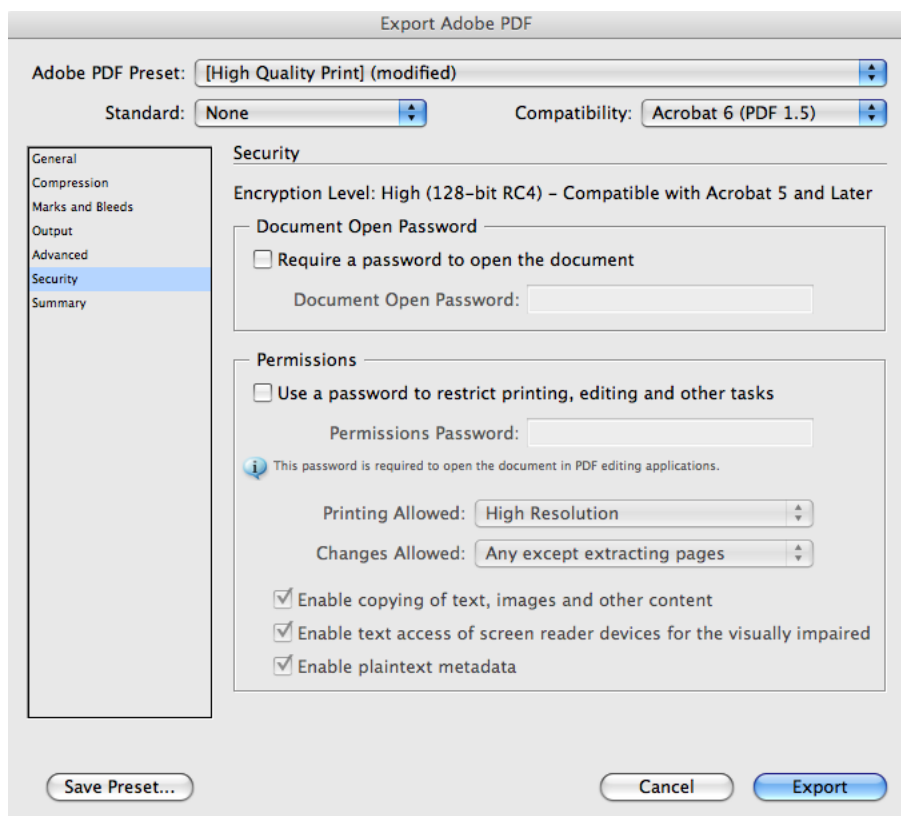 Export Adobe PDF
Adobe PDF Preset: [High Quality Print] (modified)
Standard: None Compatibility: Acrobat 6 (PDF 1.5)
General
Compression
Marks and Bleeds
Output
Advanced
Security
Summary
Security
Encryption Level: High (128-bit RC4) - Compatible with Acrobat 5 and Later
Document Open Password
Require a password to open the document
Document Open Password:
Permissions
Use a password to restrict printing, editing and other tasks
Permissions Password:
This password is required to open the document in PDF editing applications.
Printing Allowed: High Resolution
Changes Allowed: Any except extracting pages
Enable copying of text, images and other content
Enable text access of screen reader devices for the visually impaired
Enable plaintext metadata
Save Preset... Cancel Export